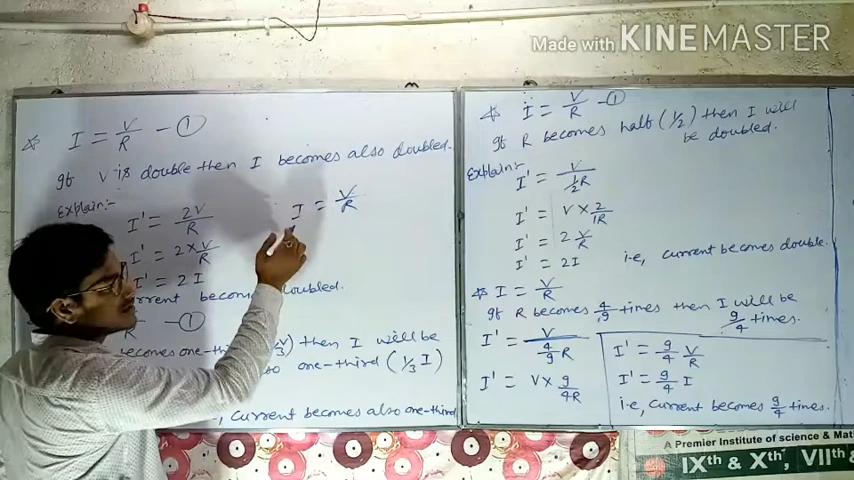 Made with KINEMASTER
I = V/R — ①
If V is double then I becomes also doubled.
Explain:-
I' = 2V/R
I = V/R
I' = 2 × V/R
I' = 2 I
current becomes doubled.
R — ①
becomes one-th then I will be
also one-third (1/3 I)
, current becomes also one-third
I = V/R — ①
If R becomes half (1/2) then I will
be doubled.
Explain:-
I' = V/(1/2 R)
I' = V × 2/1R
I' = 2 V/R
I' = 2I i.e, current becomes double.
I = V/R
If R becomes 4/9 times then I will be
9/4 times.
I' = V/(4/9 R)
I' = V × 9/4R
I' = 9/4 V/R
I' = 9/4 I
i.e, current becomes 9/4 times.
A Premier Institute of Science & Math
IXth & Xth, VIIth